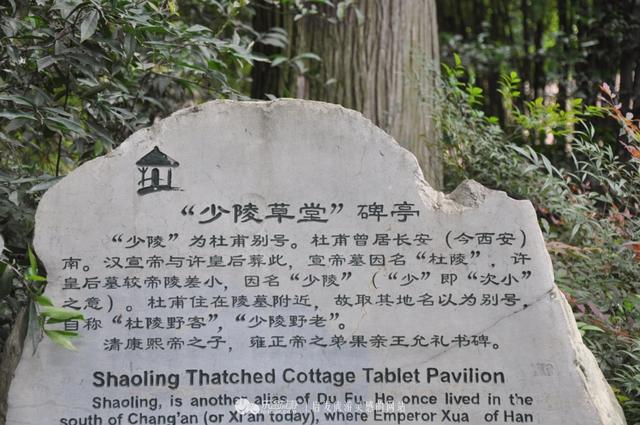 “少陵草堂”碑亭
“少陵”为杜甫别号。杜甫曾居长安（今西安）
南。汉宣帝与许皇后葬此，宣帝墓因名“杜陵”，许
皇后墓较帝陵差小，因名“少陵”（“少”即“次小”
之意）。杜甫住在陵墓附近，故取其地名以为别号，
自称“杜陵野客”，“少陵野老”。
清康熙帝之子，雍正帝之弟果亲王允礼书碑。
Shaoling Thatched Cottage Tablet Pavilion
Shaoling, is another alias of Du Fu. He once lived in the
south of Chang'an (or Xi'an today), where Emperor Xua of Han